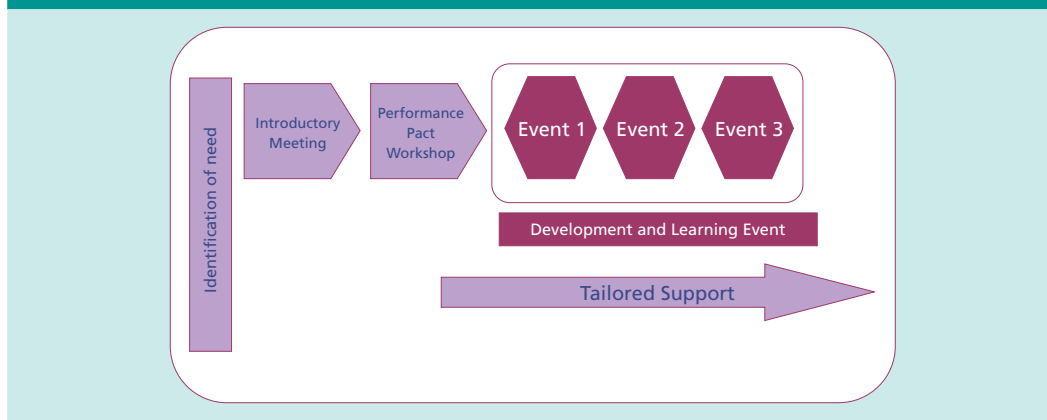 Identification of need
Introductory
Meeting
Performance
Pact
Workshop
Event 1
Event 2
Event 3
Development and Learning Event
Tailored Support